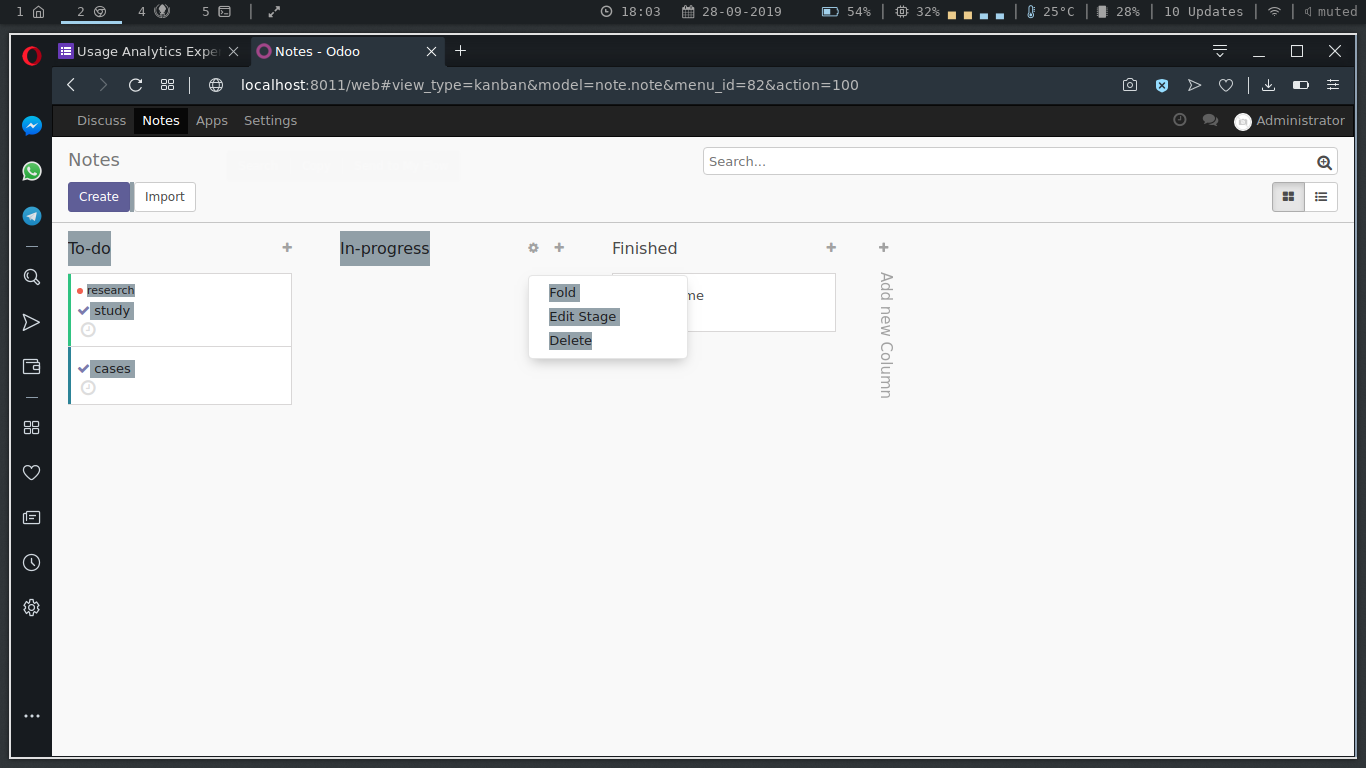 1 2 4 5 18:03 28-09-2019 54% 32% 25°C 28% 10 Updates muted
Usage Analytics Expe Notes - Odoo
localhost:8011/web#view_type=kanban&model=note.note&menu_id=82&action=100
Discuss Notes Apps Settings Administrator
Notes Search...
Create Import
To-do In-progress Finished
research
study
cases
Fold
Edit Stage
Delete
me
Add new Column